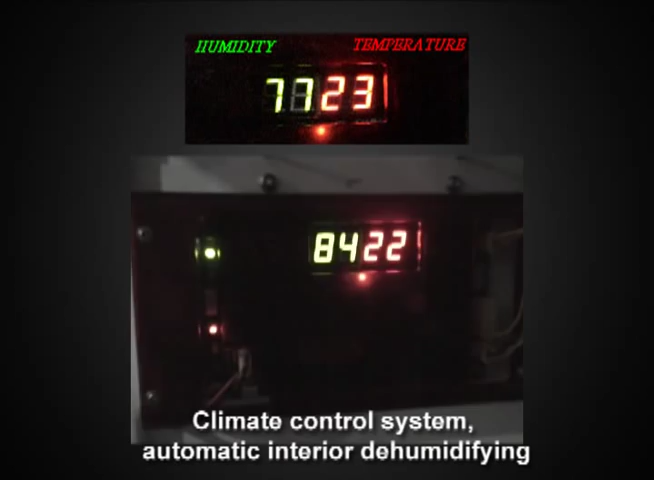 HUMIDITY TEMPERATURE
7723
8422
Climate control system,
automatic interior dehumidifying